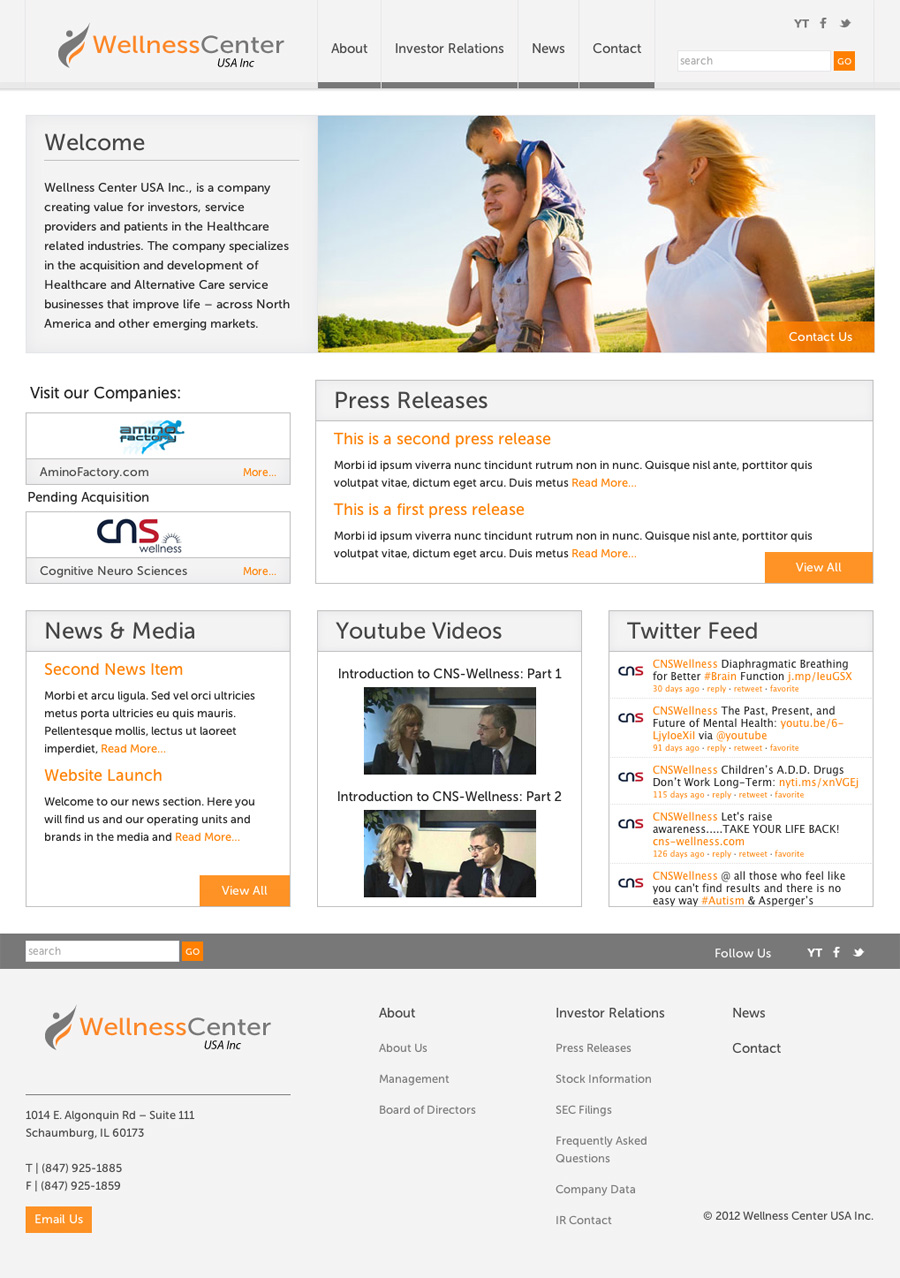 WellnessCenter
USA Inc
About
Investor Relations
News
Contact
YT
search
GO
Welcome
Wellness Center USA Inc., is a company
creating value for investors, service
providers and patients in the Healthcare
related industries. The company specializes
in the acquisition and development of
Healthcare and Alternative Care service
businesses that improve life – across North
America and other emerging markets.
Contact Us
Visit our Companies:
amino
factory
AminoFactory.com More...
Pending Acquisition
cns
wellness
Cognitive Neuro Sciences More...
Press Releases
This is a second press release
Morbi id ipsum viverra nunc tincidunt rutrum non in nunc. Quisque nisl ante, porttitor quis
volutpat vitae, dictum eget arcu. Duis metus Read More...
This is a first press release
Morbi id ipsum viverra nunc tincidunt rutrum non in nunc. Quisque nisl ante, porttitor quis
volutpat vitae, dictum eget arcu. Duis metus Read More...
View All
News & Media
Second News Item
Morbi et arcu ligula. Sed vel orci ultricies
metus porta ultricies eu quis mauris.
Pellentesque mollis, lectus ut laoreet
imperdiet, Read More...
Website Launch
Welcome to our news section. Here you
will find us and our operating units and
brands in the media and Read More...
View All
Youtube Videos
Introduction to CNS-Wellness: Part 1
Introduction to CNS-Wellness: Part 2
Twitter Feed
cns
CNSWellness Diaphragmatic Breathing
for Better #Brain Function j.mp/IeuGSX
30 days ago · reply · retweet · favorite
cns
CNSWellness The Past, Present, and
Future of Mental Health: youtu.be/6-
LjyIoeXiI via @youtube
91 days ago · reply · retweet · favorite
cns
CNSWellness Children's A.D.D. Drugs
Don't Work Long-Term: nyti.ms/xnVGEj
115 days ago · reply · retweet · favorite
cns
CNSWellness Let's raise
awareness.....TAKE YOUR LIFE BACK!
cns-wellness.com
126 days ago · reply · retweet · favorite
cns
CNSWellness @ all those who feel like
you can't find results and there is no
easy way #Autism & Asperger's
search
GO
Follow Us
YT
WellnessCenter
USA Inc
1014 E. Algonquin Rd – Suite 111
Schaumburg, IL 60173
T | (847) 925-1885
F | (847) 925-1859
Email Us
About
About Us
Management
Board of Directors
Investor Relations
Press Releases
Stock Information
SEC Filings
Frequently Asked
Questions
Company Data
IR Contact
News
Contact
© 2012 Wellness Center USA Inc.